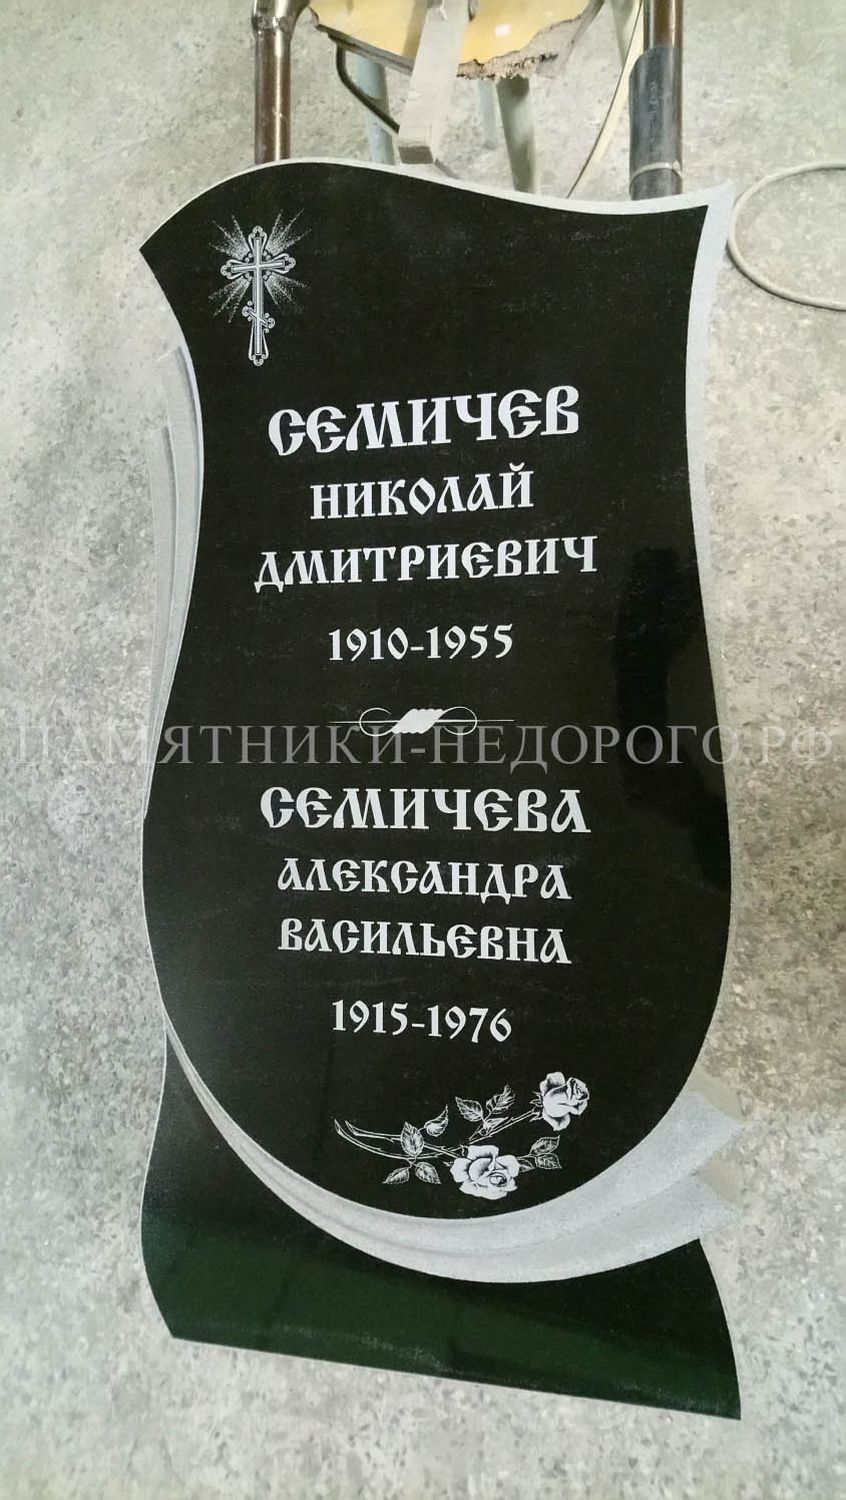 СЕМИЧЕВ
НИКОЛАЙ
ДМИТРИЕВИЧ
1910-1955
ПАМЯТНИКИ-НЕДОРОГО.РФ
СЕМИЧЕВА
АЛЕКСАНДРА
ВАСИЛЬЕВНА
1915-1976